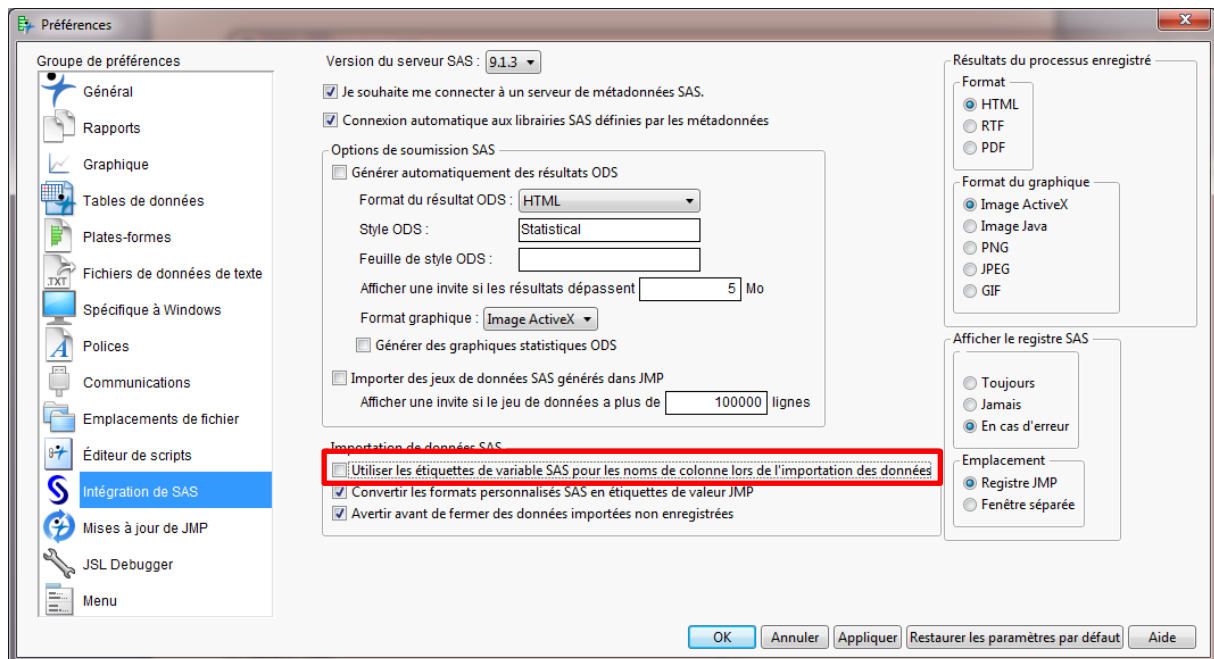 Préférences
Groupe de préférences
Général
Rapports
Graphique
Tables de données
Plates-formes
.TXT
Fichiers de données de texte
Spécifique à Windows
Polices
Communications
Emplacements de fichier
Éditeur de scripts
Intégration de SAS
Mises à jour de JMP
JSL Debugger
Menu
Version du serveur SAS : 9.1.3
Je souhaite me connecter à un serveur de métadonnées SAS.
Connexion automatique aux librairies SAS définies par les métadonnées
Options de soumission SAS
Générer automatiquement des résultats ODS
Format du résultat ODS : HTML
Style ODS : Statistical
Feuille de style ODS :
Afficher une invite si les résultats dépassent 5 Mo
Format graphique : Image ActiveX
Générer des graphiques statistiques ODS
Importer des jeux de données SAS générés dans JMP
Afficher une invite si le jeu de données a plus de 100000 lignes
Importation de données SAS
Utiliser les étiquettes de variable SAS pour les noms de colonne lors de l'importation des données
Convertir les formats personnalisés SAS en étiquettes de valeur JMP
Avertir avant de fermer des données importées non enregistrées
Résultats du processus enregistré
Format
HTML
RTF
PDF
Format du graphique
Image ActiveX
Image Java
PNG
JPEG
GIF
Afficher le registre SAS
Toujours
Jamais
En cas d'erreur
Emplacement
Registre JMP
Fenêtre séparée
OK Annuler Appliquer Restaurer les paramètres par défaut Aide